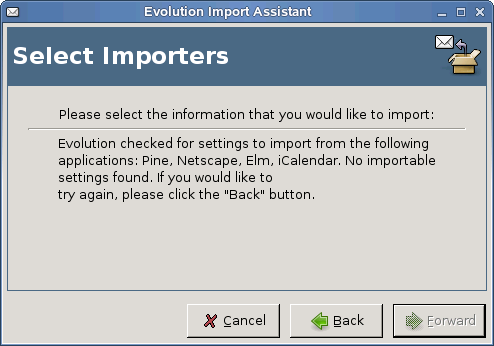 Evolution Import Assistant
Select Importers
Please select the information that you would like to import:
Evolution checked for settings to import from the following
applications: Pine, Netscape, Elm, iCalendar. No importable
settings found. If you would like to
try again, please click the "Back" button.
Cancel
Back
Forward